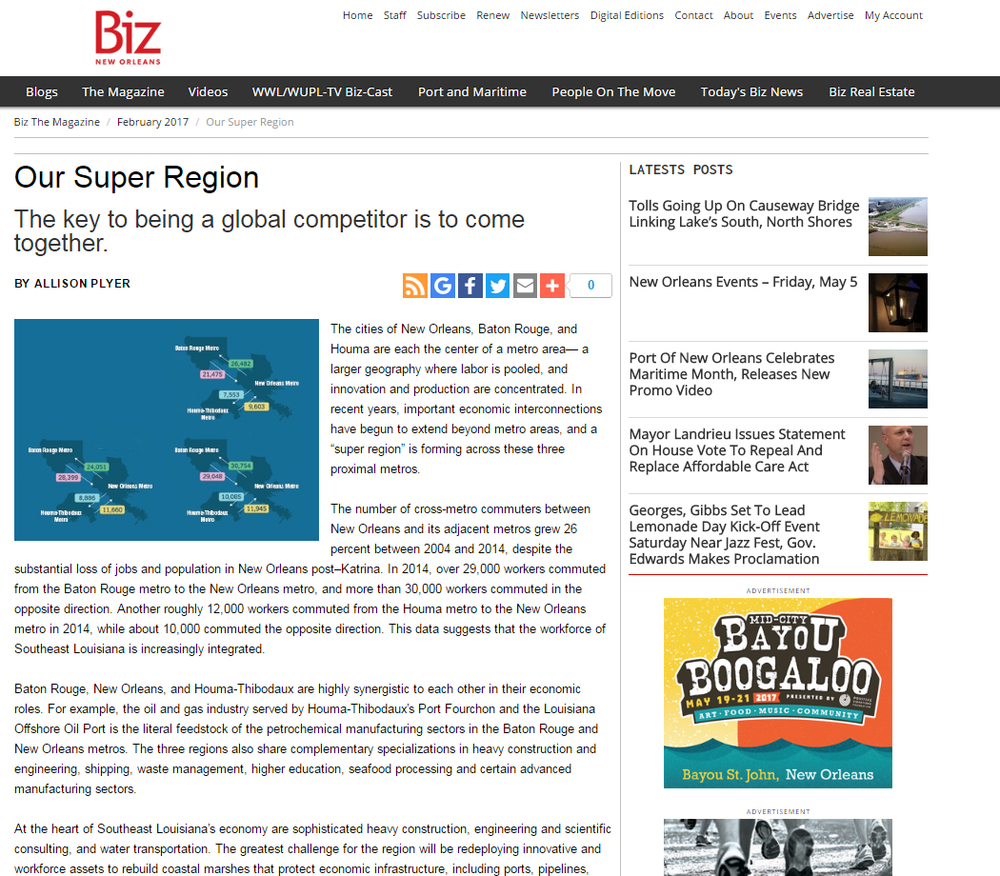 Biz
NEW ORLEANS
Home Staff Subscribe Renew Newsletters Digital Editions Contact About Events Advertise My Account
Blogs The Magazine Videos WWL/WUPL-TV Biz-Cast Port and Maritime People On The Move Today's Biz News Biz Real Estate
Biz The Magazine / February 2017 / Our Super Region
Our Super Region
The key to being a global competitor is to come
together.
BY ALLISON PLYER
0
Baton Rouge Metro
26,482
21,475
New Orleans Metro
7,553
9,603
Houma-Thibodaux
Metro
Baton Rouge Metro
24,051
28,399
New Orleans Metro
8,886
11,660
Houma-Thibodaux
Metro
Baton Rouge Metro
30,754
29,048
New Orleans Metro
10,065
11,945
Houma-Thibodaux
Metro
The cities of New Orleans, Baton Rouge, and
Houma are each the center of a metro area— a
larger geography where labor is pooled, and
innovation and production are concentrated. In
recent years, important economic interconnections
have begun to extend beyond metro areas, and a
“super region” is forming across these three
proximal metros.
The number of cross-metro commuters between
New Orleans and its adjacent metros grew 26
percent between 2004 and 2014, despite the
substantial loss of jobs and population in New Orleans post–Katrina. In 2014, over 29,000 workers commuted
from the Baton Rouge metro to the New Orleans metro, and more than 30,000 workers commuted in the
opposite direction. Another roughly 12,000 workers commuted from the Houma metro to the New Orleans
metro in 2014, while about 10,000 commuted the opposite direction. This data suggests that the workforce of
Southeast Louisiana is increasingly integrated.
Baton Rouge, New Orleans, and Houma-Thibodaux are highly synergistic to each other in their economic
roles. For example, the oil and gas industry served by Houma-Thibodaux's Port Fourchon and the Louisiana
Offshore Oil Port is the literal feedstock of the petrochemical manufacturing sectors in the Baton Rouge and
New Orleans metros. The three regions also share complementary specializations in heavy construction and
engineering, shipping, waste management, higher education, seafood processing and certain advanced
manufacturing sectors.
At the heart of Southeast Louisiana's economy are sophisticated heavy construction, engineering and scientific
consulting, and water transportation. The greatest challenge for the region will be redeploying innovative and
workforce assets to rebuild coastal marshes that protect economic infrastructure, including ports, pipelines,
LATESTS POSTS
Tolls Going Up On Causeway Bridge
Linking Lake's South, North Shores
New Orleans Events – Friday, May 5
Port Of New Orleans Celebrates
Maritime Month, Releases New
Promo Video
Mayor Landrieu Issues Statement
On House Vote To Repeal And
Replace Affordable Care Act
Georges, Gibbs Set To Lead
Lemonade Day Kick-Off Event
Saturday Near Jazz Fest, Gov.
Edwards Makes Proclamation
LEMONADE
ADVERTISEMENT
MID-CITY
BAYOU
BOOGALOO
MAY 19-21 2017 PRESENTED BY
ART · FOOD · MUSIC · COMMUNITY
Bayou St. John, New Orleans
ADVERTISEMENT